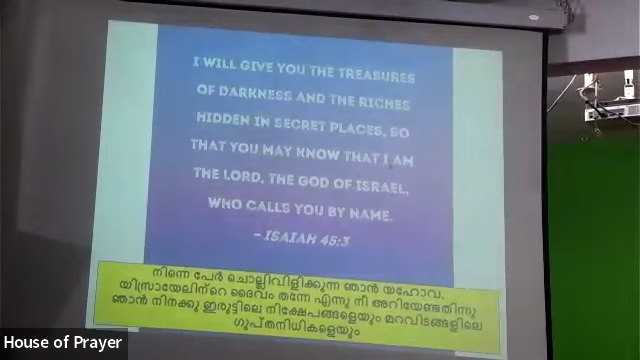 I WILL GIVE YOU THE TREASURES
OF DARKNESS AND THE RICHES
HIDDEN IN SECRET PLACES, SO
THAT YOU MAY KNOW THAT I AM
THE LORD, THE GOD OF ISRAEL,
WHO CALLS YOU BY NAME.
– ISAIAH 45:3
നിന്നെ പേർ ചൊല്ലിവിളിക്കുന്ന ഞാൻ യഹോവ,
യിസ്രായേലിന്റെ ദൈവം തന്നേ എന്നു നീ അറിയേണ്ടതിന്നു
ഞാൻ നിനക്കു ഇരുട്ടിലെ നിക്ഷേപങ്ങളെയും മറവിടങ്ങളിലെ
ഗുപ്തനിധികളെയും
House of Prayer